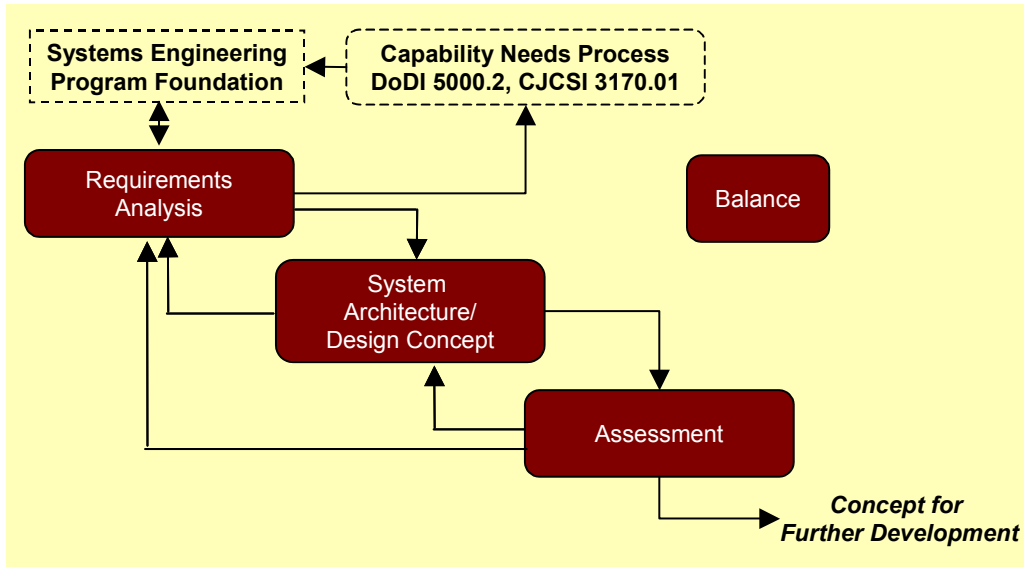 Systems Engineering
Program Foundation
Capability Needs Process
DoDI 5000.2, CJCSI 3170.01
Requirements
Analysis
Balance
System
Architecture/
Design Concept
Assessment
Concept for
Further Development